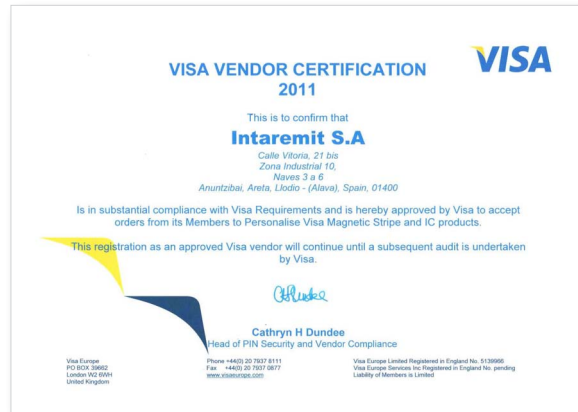 VISA
VISA VENDOR CERTIFICATION
2011
This is to confirm that
Intaremit S.A
Calle Vitoria, 21 bis
Zona Industrial 10,
Naves 3 a 6
Anuntzibai, Areta, Llodio - (Alava), Spain, 01400
Is in substantial compliance with Visa Requirements and is hereby approved by Visa to accept
orders from its Members to Personalise Visa Magnetic Stripe and IC products.
This registration as an approved Visa vendor will continue until a subsequent audit is undertaken
by Visa.
Cathryn H Dundee
Head of PIN Security and Vendor Compliance
Visa Europe
PO BOX 39662
London W2 6WH
United Kingdom
Phone +44(0) 20 7937 8111
Fax +44(0) 20 7937 0877
www.visaeurope.com
Visa Europe Limited Registered in England No. 5139966
Visa Europe Services Inc Registered in England No. pending
Liability of Members is Limited